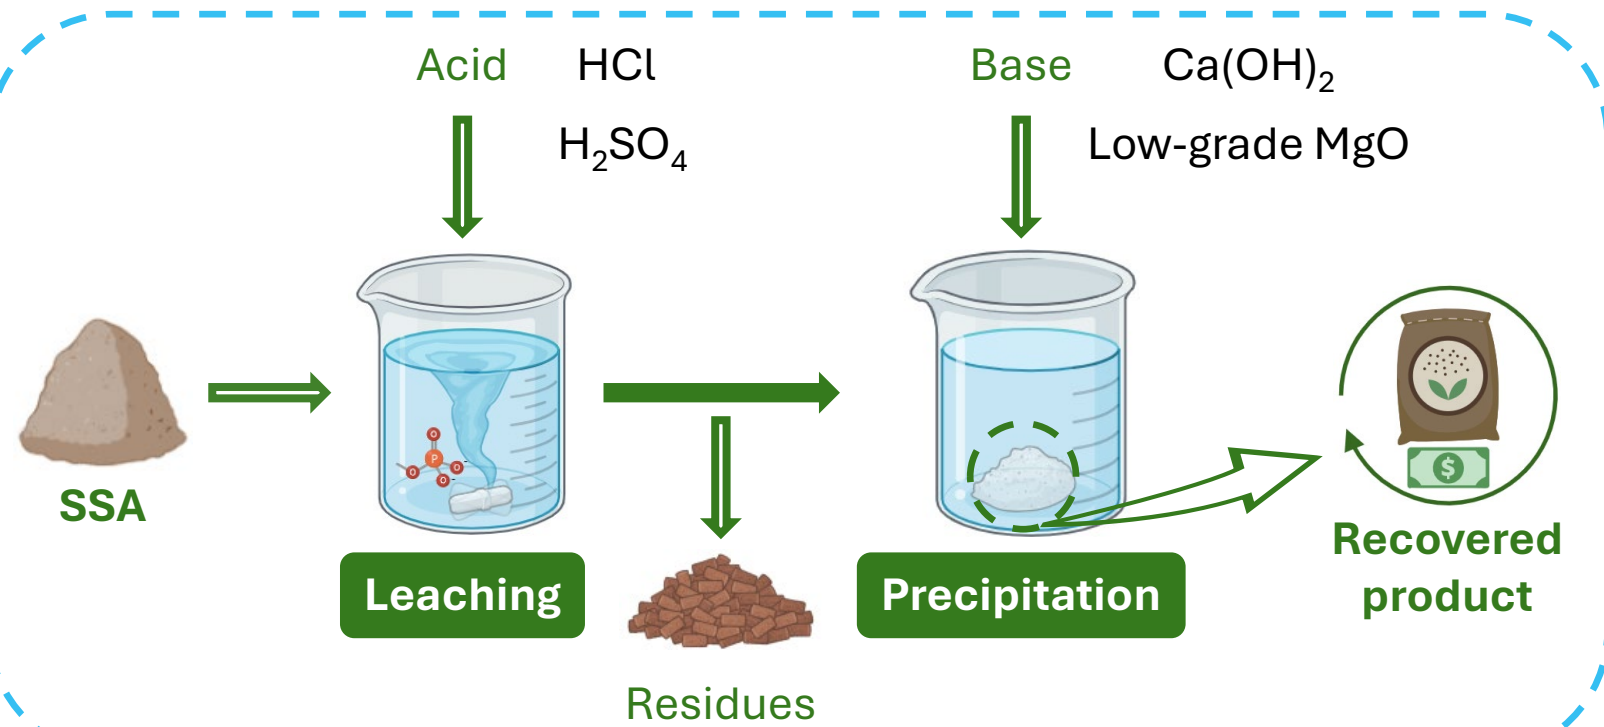 Acid HCl
H₂SO₄
Base Ca(OH)₂
Low-grade MgO
SSA
O
P
O O
O
Leaching
Residues
Precipitation
$
Recovered
product